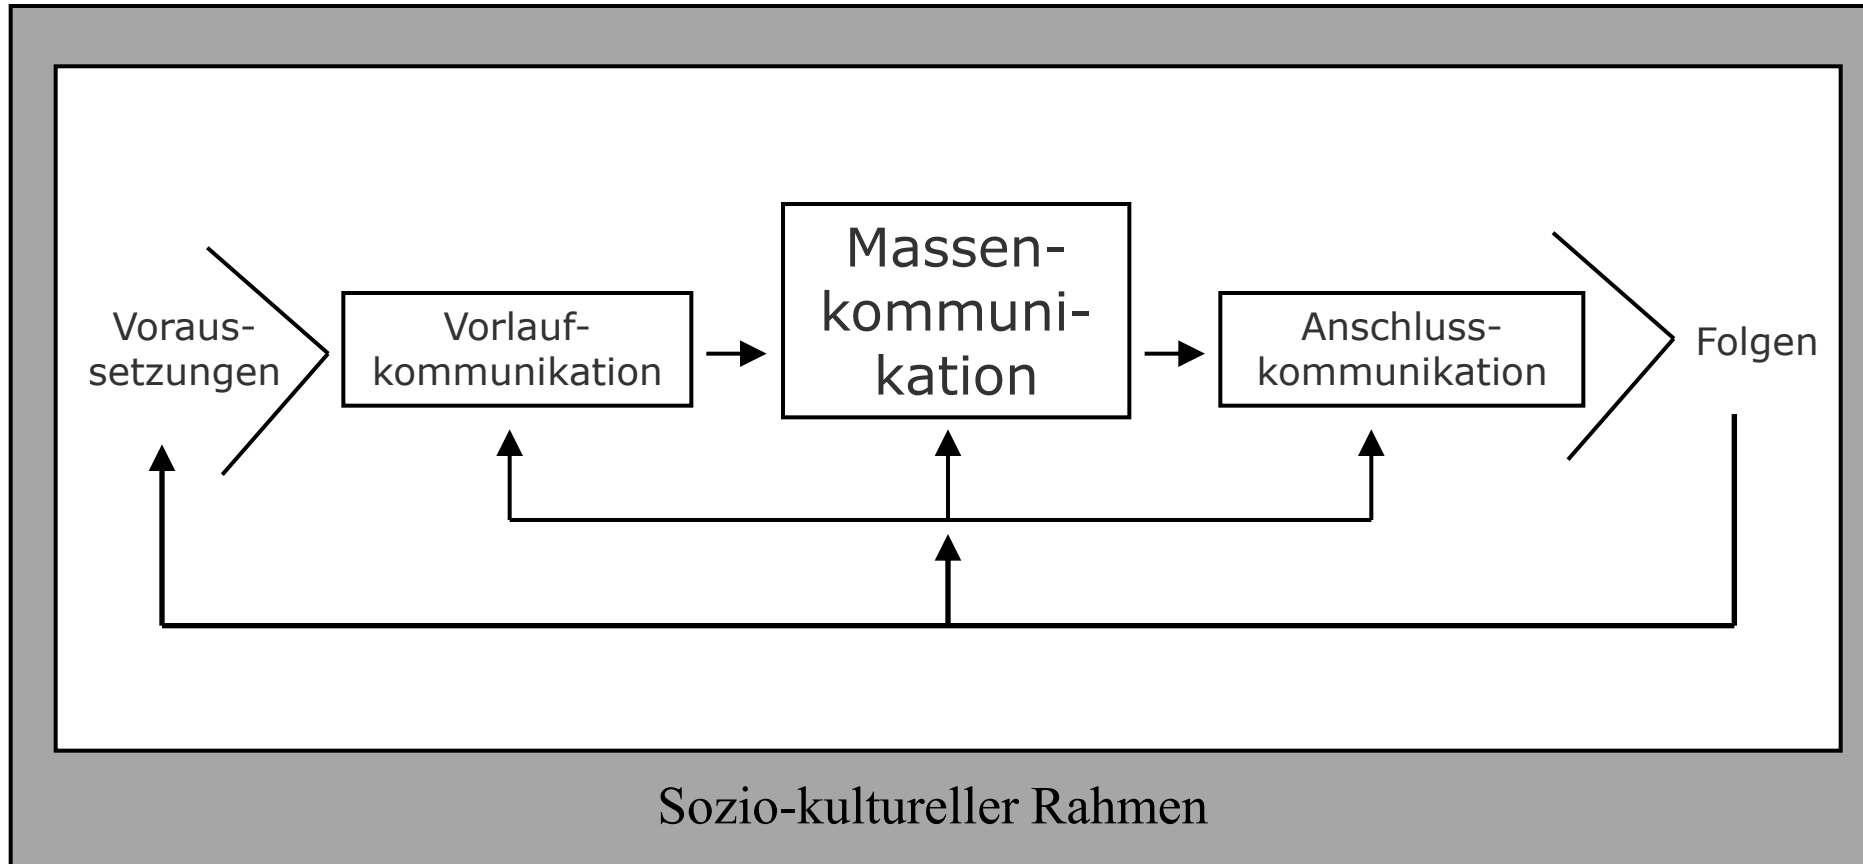 Voraus-
setzungen
Vorlauf-
kommunikation
Massen-
kommuni-
kation
Anschluss-
kommunikation
Folgen
Sozio-kultureller Rahmen